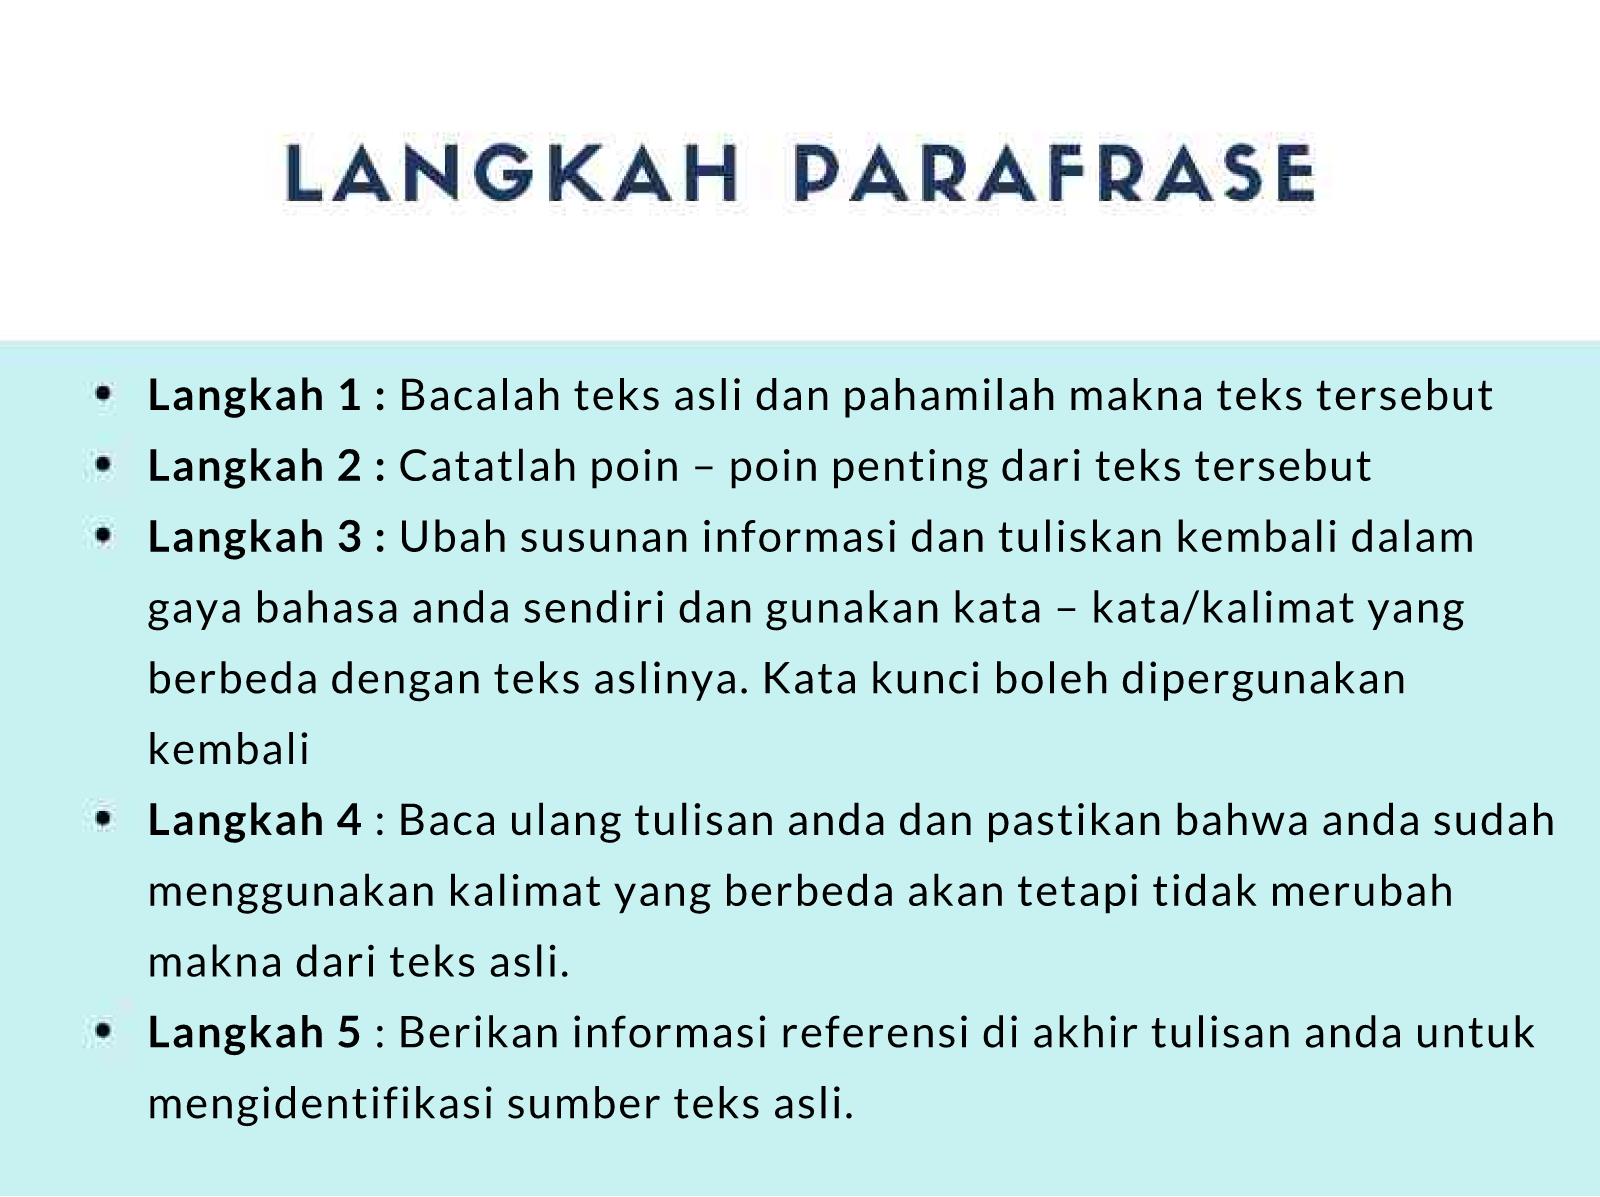 LANGKAH PARAFRASE
• Langkah 1 : Bacalah teks asli dan pahamilah makna teks tersebut
• Langkah 2 : Catatlah poin – poin penting dari teks tersebut
• Langkah 3 : Ubah susunan informasi dan tuliskan kembali dalam
gaya bahasa anda sendiri dan gunakan kata – kata/kalimat yang
berbeda dengan teks aslinya. Kata kunci boleh dipergunakan
kembali
• Langkah 4 : Baca ulang tulisan anda dan pastikan bahwa anda sudah
menggunakan kalimat yang berbeda akan tetapi tidak merubah
makna dari teks asli.
• Langkah 5 : Berikan informasi referensi di akhir tulisan anda untuk
mengidentifikasi sumber teks asli.